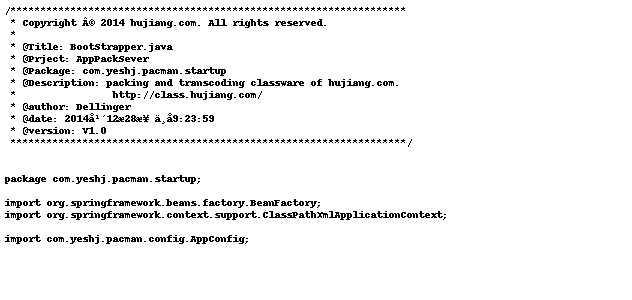 /******************************************************************
* Copyright Â© 2014 hujiang.com. All rights reserved.
*
* @Title: BootStrapper.java
* @Prject: AppPackSever
* @Package: com.yeshj.pacman.startup
* @Description: packing and transcoding classware of hujiang.com.
* http://class.hujiang.com/
* @author: Dellinger
* @date: 2014å¹´12æ28æ¥ ä¸å9:23:59
* @version: V1.0
******************************************************************/
package com.yeshj.pacman.startup;
import org.springframework.beans.factory.BeanFactory;
import org.springframework.context.support.ClassPathXmlApplicationContext;
import com.yeshj.pacman.config.AppConfig;